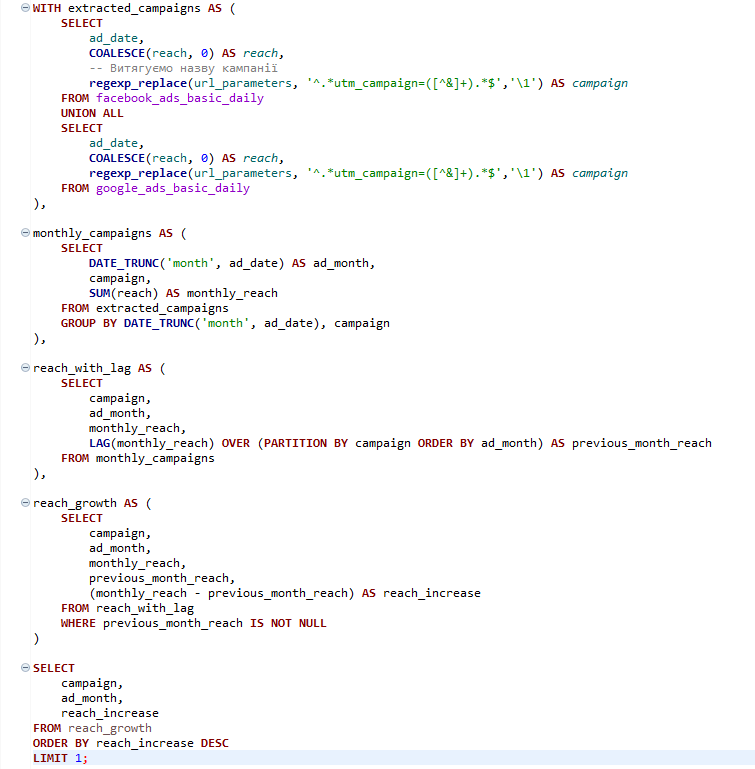 WITH extracted_campaigns AS (
    SELECT
        ad_date,
        COALESCE(reach, 0) AS reach,
        -- Витягуємо назву кампанії
        regexp_replace(url_parameters, '^.*utm_campaign=([^&]+).*$','\1') AS campaign
    FROM facebook_ads_basic_daily
    UNION ALL
    SELECT
        ad_date,
        COALESCE(reach, 0) AS reach,
        regexp_replace(url_parameters, '^.*utm_campaign=([^&]+).*$','\1') AS campaign
    FROM google_ads_basic_daily
),
monthly_campaigns AS (
    SELECT
        DATE_TRUNC('month', ad_date) AS ad_month,
        campaign,
        SUM(reach) AS monthly_reach
    FROM extracted_campaigns
    GROUP BY DATE_TRUNC('month', ad_date), campaign
),
reach_with_lag AS (
    SELECT
        campaign,
        ad_month,
        monthly_reach,
        LAG(monthly_reach) OVER (PARTITION BY campaign ORDER BY ad_month) AS previous_month_reach
    FROM monthly_campaigns
),
reach_growth AS (
    SELECT
        campaign,
        ad_month,
        monthly_reach,
        previous_month_reach,
        (monthly_reach - previous_month_reach) AS reach_increase
    FROM reach_with_lag
    WHERE previous_month_reach IS NOT NULL
)
SELECT
    campaign,
    ad_month,
    reach_increase
FROM reach_growth
ORDER BY reach_increase DESC
LIMIT 1;